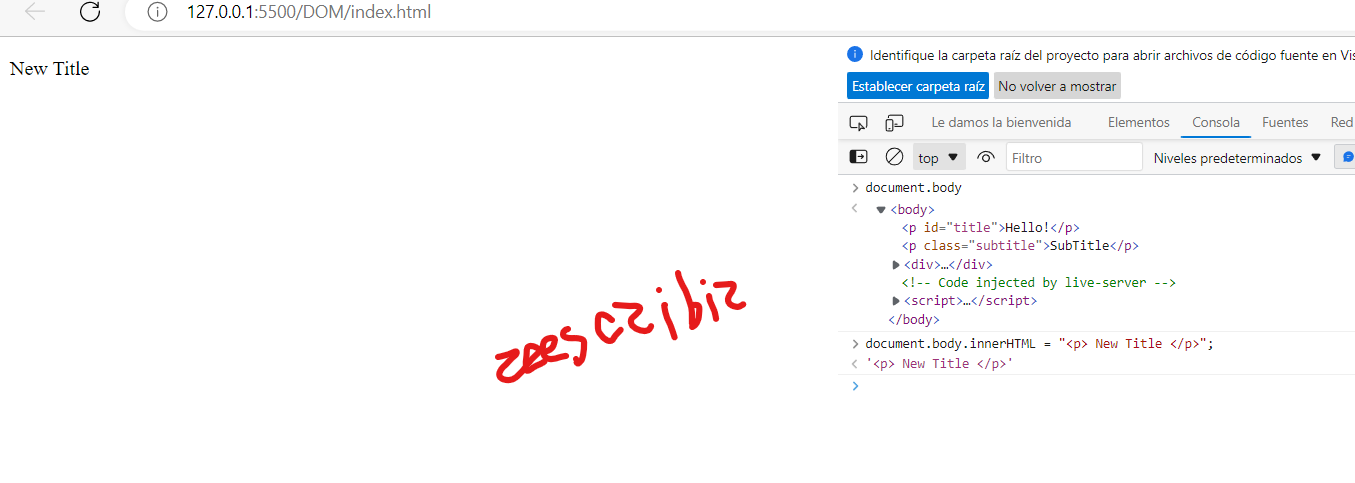 127.0.0.1:5500/DOM/index.html
New Title
Identifique la carpeta raíz del proyecto para abrir archivos de código fuente en Vis
Establecer carpeta raíz No volver a mostrar
Le damos la bienvenida Elementos Consola Fuentes Red
top Filtro Niveles predeterminados
document.body
<body>
<p id="title">Hello!</p>
<p class="subtitle">SubTitle</p>
<div>…</div>
<!-- Code injected by live-server -->
<script>…</script>
</body>
document.body.innerHTML = "<p> New Title </p>";
'<p> New Title </p>'